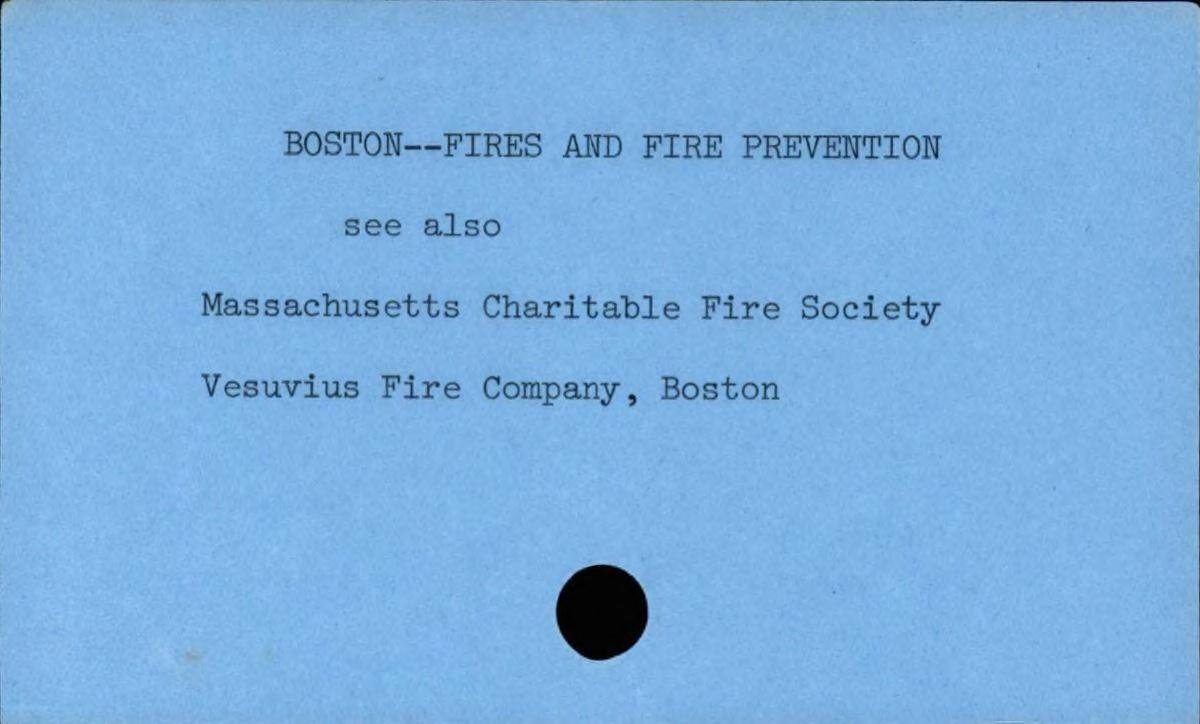 BOSTON--FIRES AND FIRE PREVENTION
see also
Massachusetts Charitable Fire Society
Vesuvius Fire Company, Boston